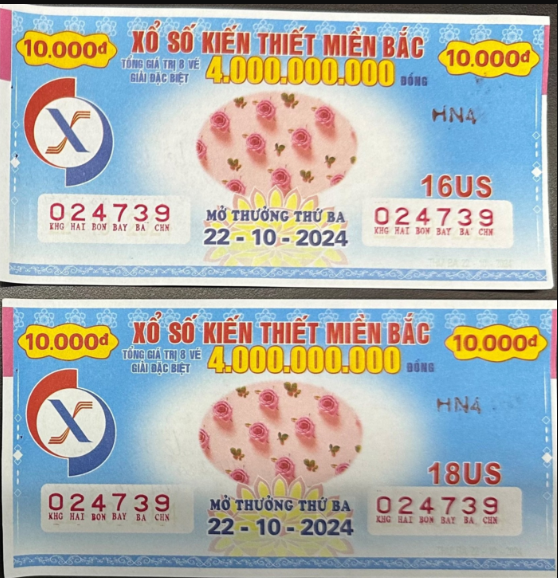 10.000đ
XỔ SỐ KIẾN THIẾT MIỀN BẮC
10.000đ
TỔNG GIÁ TRỊ 8 VÉ
GIẢI ĐẶC BIỆT
4.000.000.000 ĐỒNG
HN4
X
16US
024739
KHG HAI BON BAY BA CHN
MỞ THƯỞNG THỨ BA
22 - 10 - 2024
024739
KHG HAI BON BAY BA CHN
10.000đ
XỔ SỐ KIẾN THIẾT MIỀN BẮC
10.000đ
TỔNG GIÁ TRỊ 8 VÉ
GIẢI ĐẶC BIỆT
4.000.000.000 ĐỒNG
HN4
X
18US
024739
KHG HAI BON BAY BA CHN
MỞ THƯỞNG THỨ BA
22 - 10 - 2024
024739
KHG HAI BON BAY BA CHN